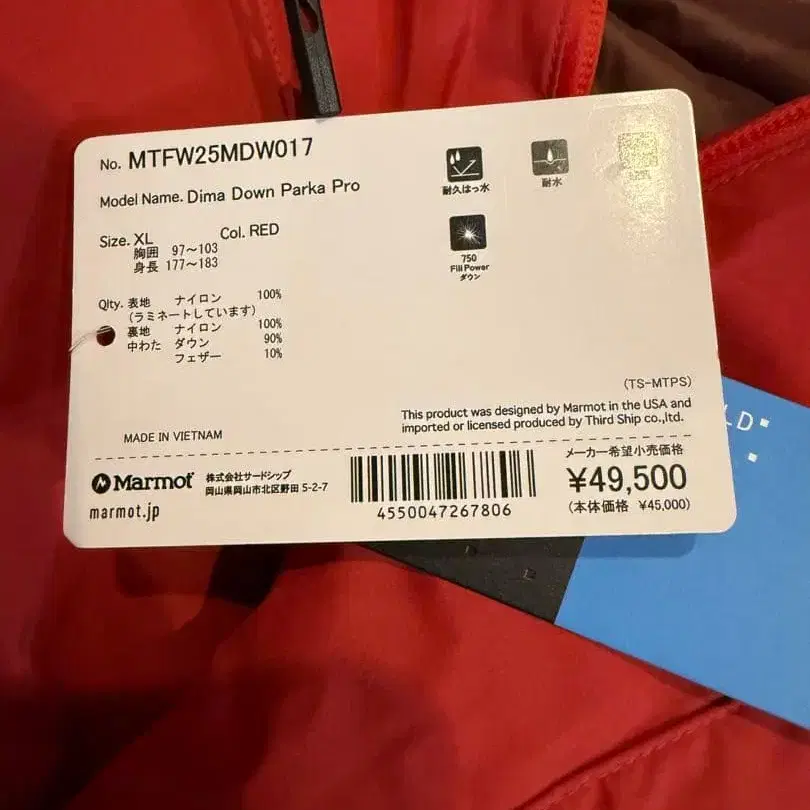 No. MTFW25MDW017
Model Name. Dima Down Parka Pro
Size. XL Col. RED
胸囲 97〜103
身長 177〜183
Qlty. 表地 ナイロン 100%
(ラミネートしています)
裏地 ナイロン 100%
中わた ダウン 90%
フェザー 10%
耐久はっ水
耐水
750
Fill Power
ダウン
(TS-MTPS)
This product was designed by Marmot in the USA and
imported or licensed produced by Third Ship co.,ltd.
MADE IN VIETNAM
Marmot
marmot.jp
株式会社サードシップ
岡山県岡山市北区野田 5-2-7
4550047267806
メーカー希望小売価格
¥49,500
(本体価格 ¥45,000)
LD